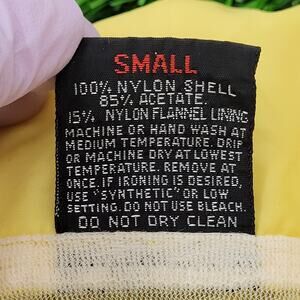 SMALL
100% NYLON SHELL
85% ACETATE.
15% NYLON FLANNEL LINING
MACHINE OR HAND WASH AT
MEDIUM TEMPERATURE. DRIP
OR MACHINE DRY AT LOWEST
TEMPERATURE. REMOVE AT
ONCE. IF IRONING IS DESIRED,
USE "SYNTHETIC" OR LOW
SETTING. DO NOT USE BLEACH.
DO NOT DRY CLEAN